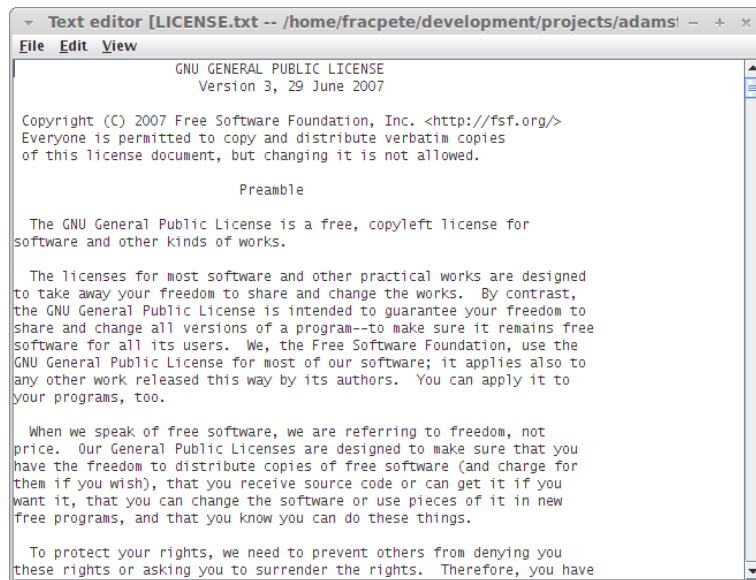 Text editor [LICENSE.txt -- /home/fracpete/development/projects/adams
File Edit View
GNU GENERAL PUBLIC LICENSE
Version 3, 29 June 2007
Copyright (C) 2007 Free Software Foundation, Inc. <http://fsf.org/>
Everyone is permitted to copy and distribute verbatim copies
of this license document, but changing it is not allowed.
Preamble
The GNU General Public License is a free, copyleft license for
software and other kinds of works.
The licenses for most software and other practical works are designed
to take away your freedom to share and change the works.  By contrast,
the GNU General Public License is intended to guarantee your freedom to
share and change all versions of a program--to make sure it remains free
software for all its users.  We, the Free Software Foundation, use the
GNU General Public License for most of our software; it applies also to
any other work released this way by its authors.  You can apply it to
your programs, too.
When we speak of free software, we are referring to freedom, not
price.  Our General Public Licenses are designed to make sure that you
have the freedom to distribute copies of free software (and charge for
them if you wish), that you receive source code or can get it if you
want it, that you can change the software or use pieces of it in new
free programs, and that you know you can do these things.
To protect your rights, we need to prevent others from denying you
these rights or asking you to surrender the rights.  Therefore, you have